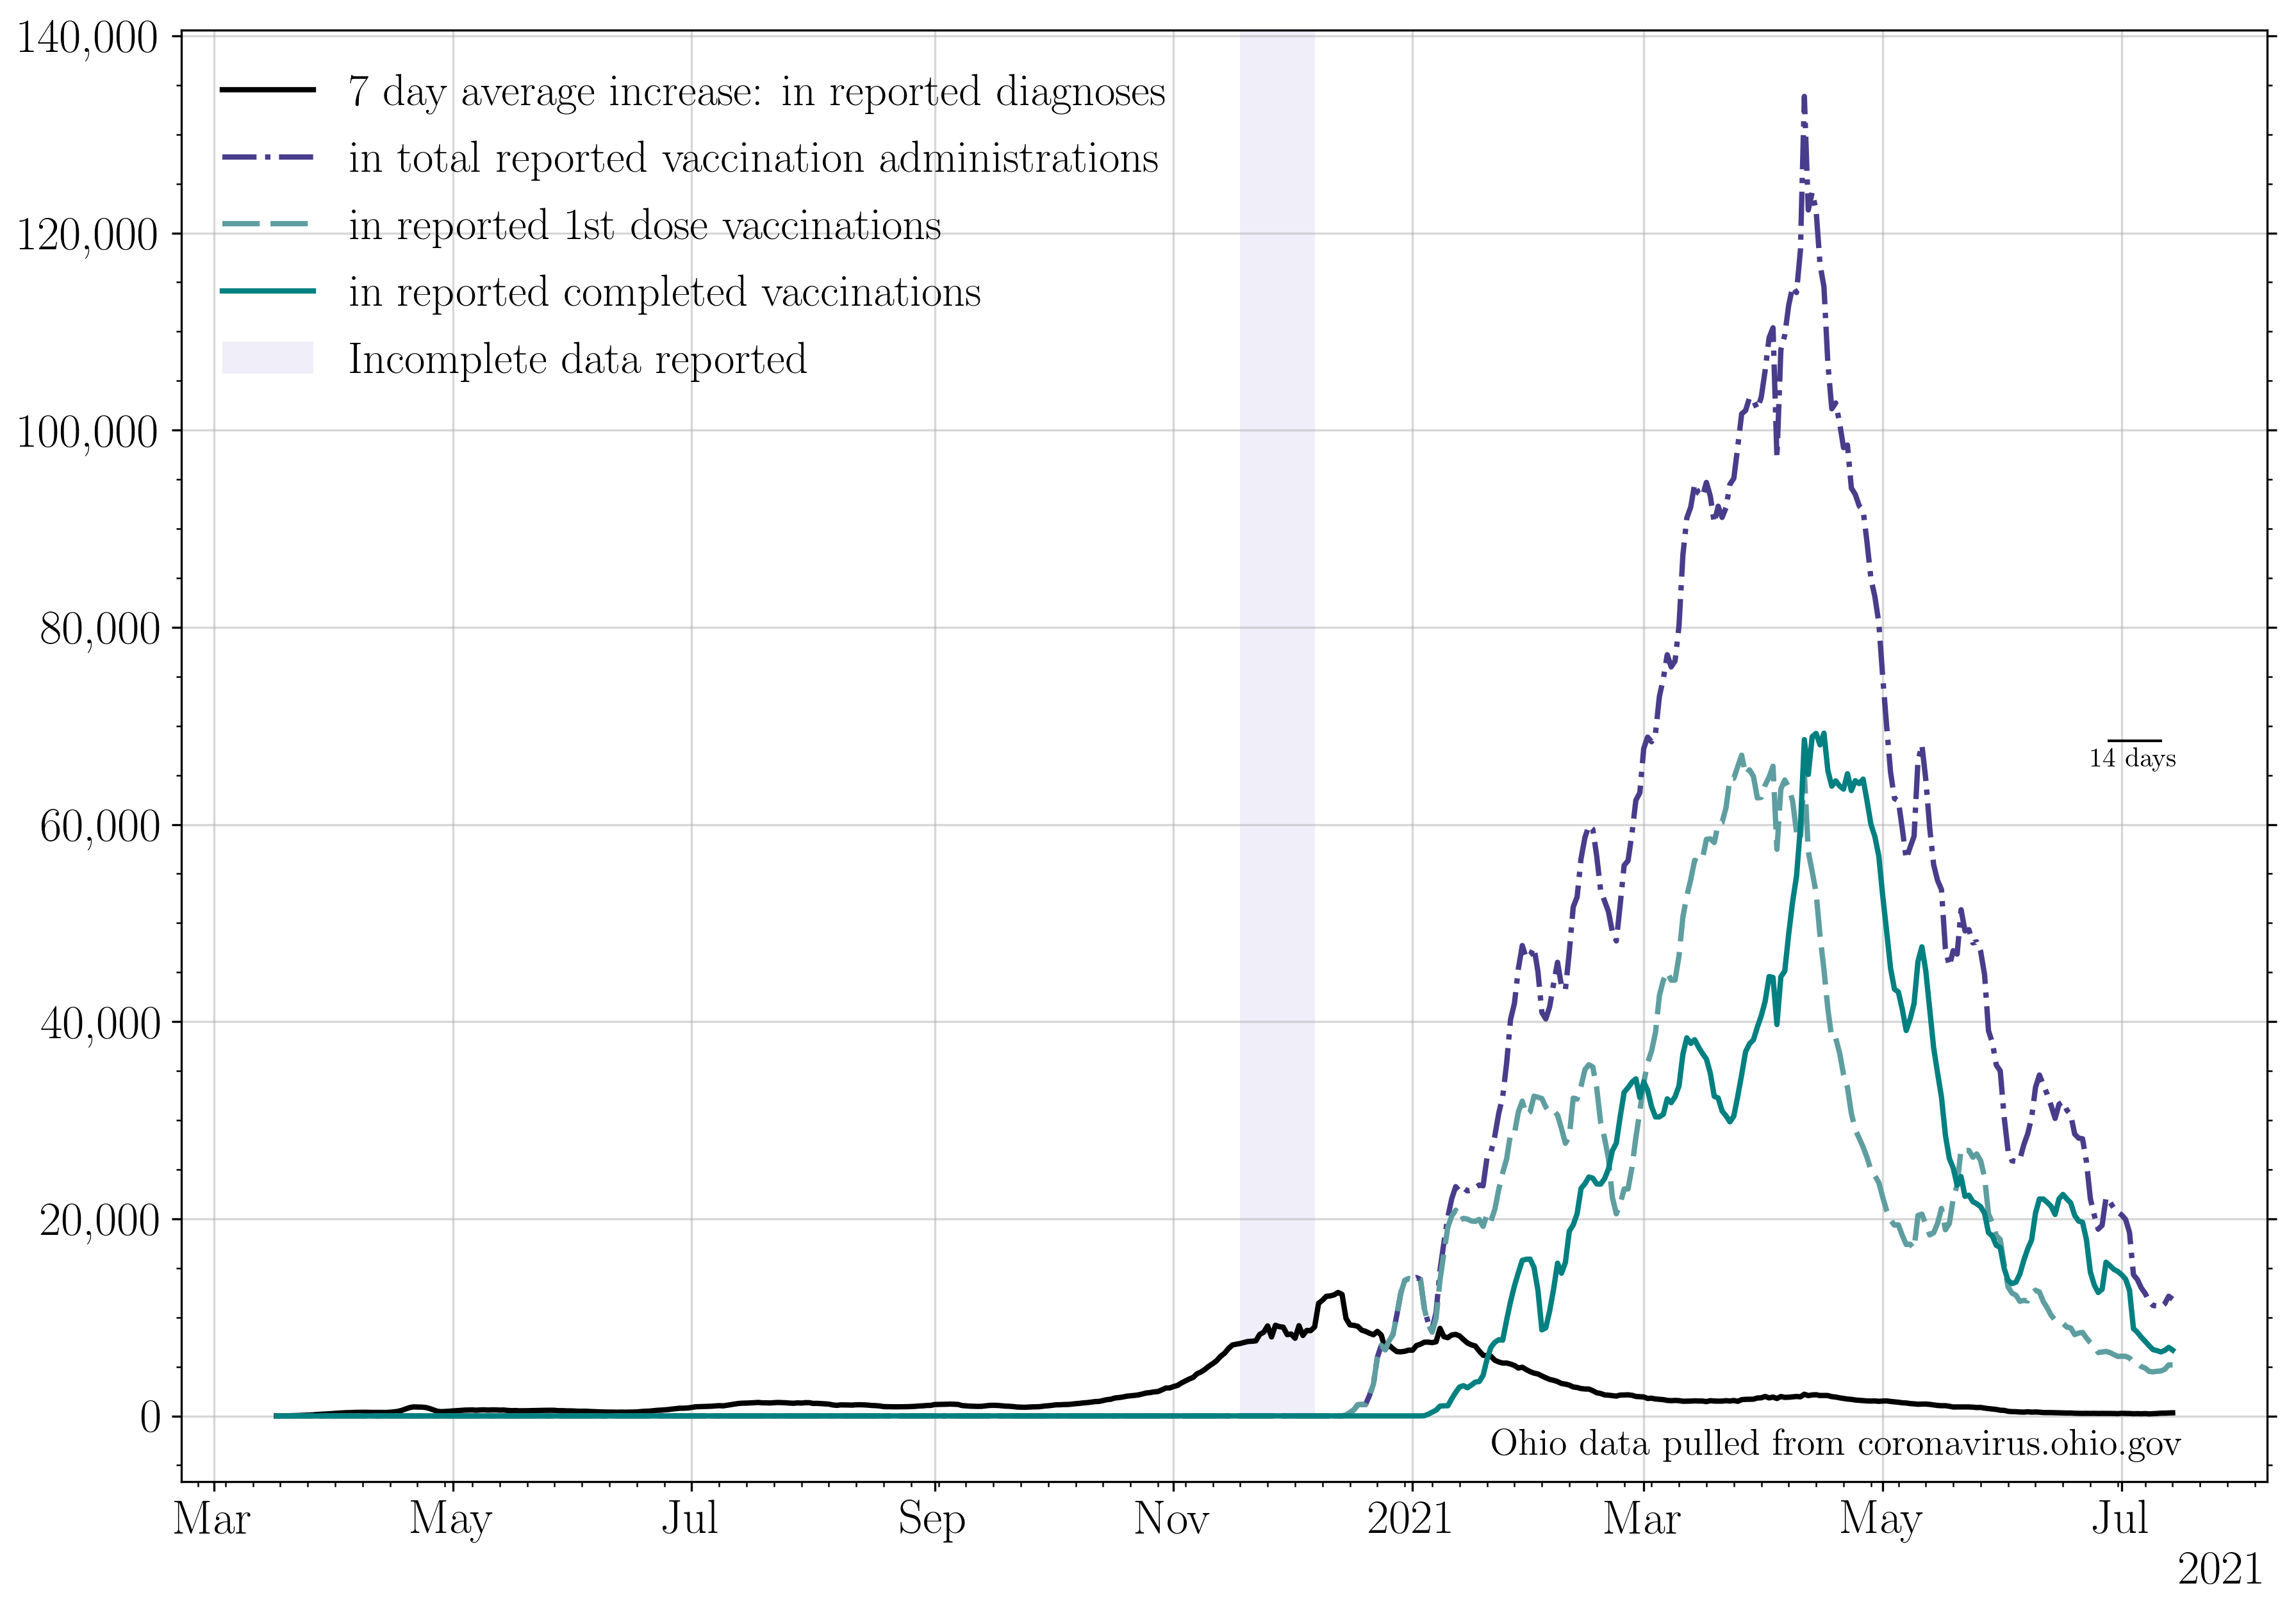 140,000
120,000
100,000
80,000
60,000
40,000
20,000
0
7 day average increase: in reported diagnoses
in total reported vaccination administrations
in reported 1st dose vaccinations
in reported completed vaccinations
Incomplete data reported
14 days
Ohio data pulled from coronavirus.ohio.gov
Mar May Jul Sep Nov 2021 Mar May Jul
2021